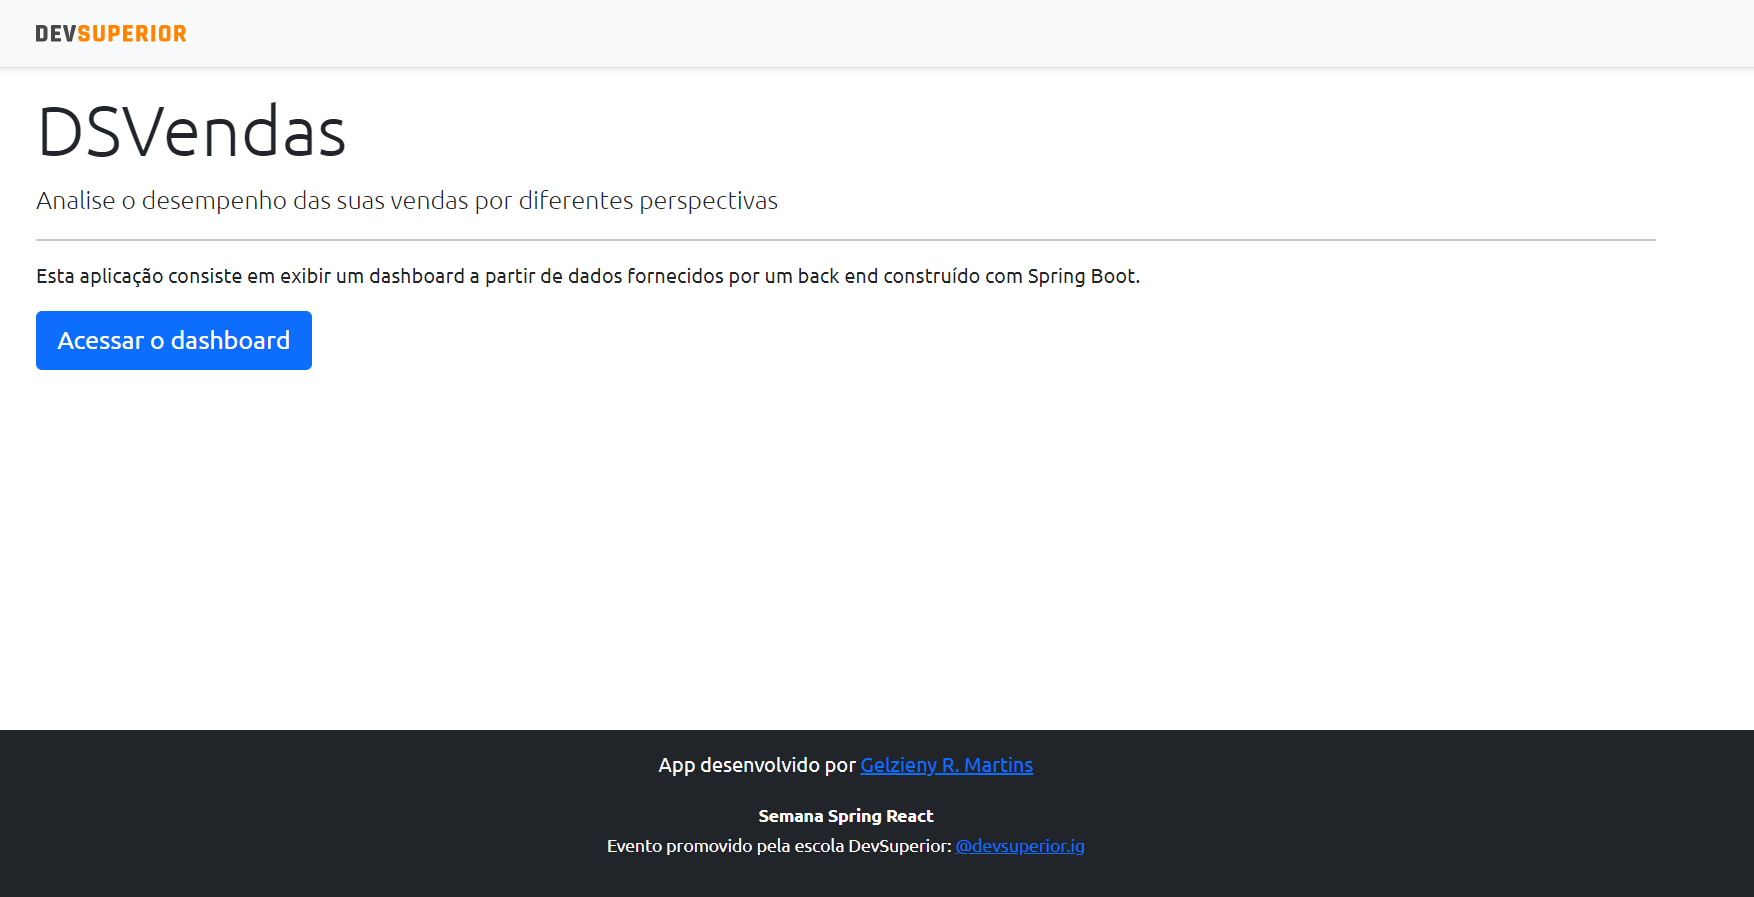 DEVSUPERIOR
DSVendas
Analise o desempenho das suas vendas por diferentes perspectivas
Esta aplicação consiste em exibir um dashboard a partir de dados fornecidos por um back end construído com Spring Boot.
Acessar o dashboard
App desenvolvido por Gelzieny R. Martins
Semana Spring React
Evento promovido pela escola DevSuperior: @devsuperior.ig